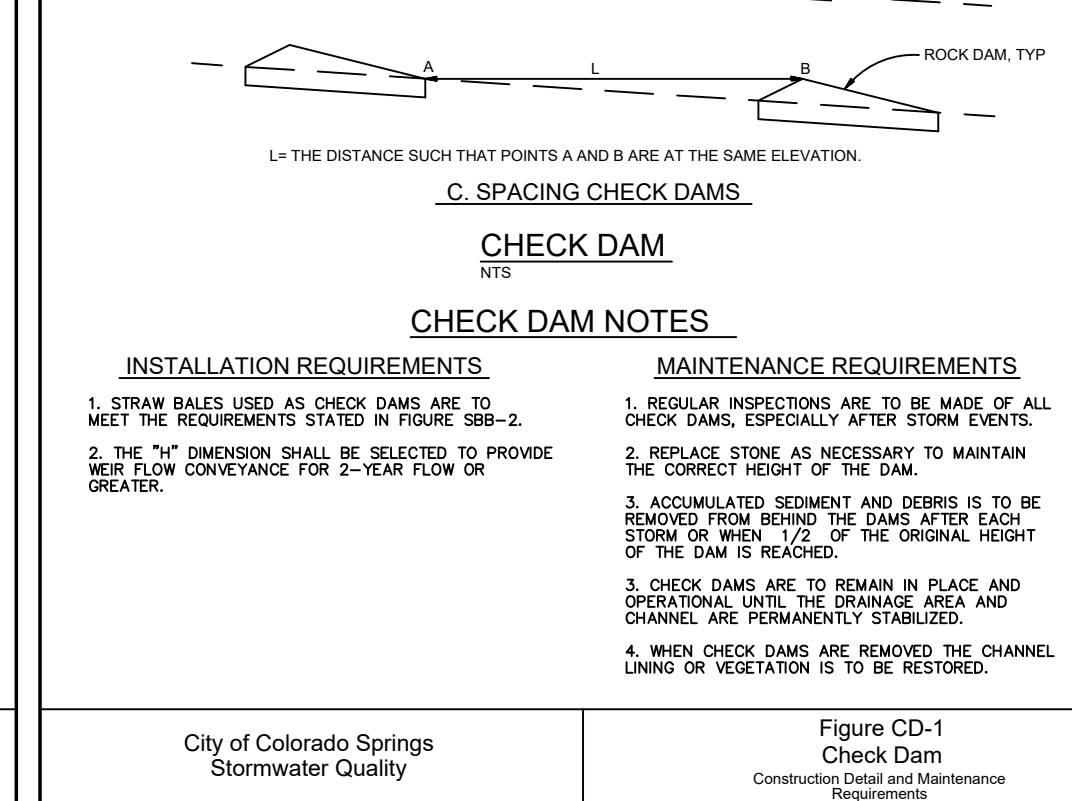 ROCK DAM, TYP
A
L
B
L= THE DISTANCE SUCH THAT POINTS A AND B ARE AT THE SAME ELEVATION.
C. SPACING CHECK DAMS
CHECK DAM
NTS
CHECK DAM NOTES
INSTALLATION REQUIREMENTS
1. STRAW BALES USED AS CHECK DAMS ARE TO
MEET THE REQUIREMENTS STATED IN FIGURE SBB-2.
2. THE "H" DIMENSION SHALL BE SELECTED TO PROVIDE
WEIR FLOW CONVEYANCE FOR 2-YEAR FLOW OR
GREATER.
MAINTENANCE REQUIREMENTS
1. REGULAR INSPECTIONS ARE TO BE MADE OF ALL
CHECK DAMS, ESPECIALLY AFTER STORM EVENTS.
2. REPLACE STONE AS NECESSARY TO MAINTAIN
THE CORRECT HEIGHT OF THE DAM.
3. ACCUMULATED SEDIMENT AND DEBRIS IS TO BE
REMOVED FROM BEHIND THE DAMS AFTER EACH
STORM OR WHEN 1/2 OF THE ORIGINAL HEIGHT
OF THE DAM IS REACHED.
3. CHECK DAMS ARE TO REMAIN IN PLACE AND
OPERATIONAL UNTIL THE DRAINAGE AREA AND
CHANNEL ARE PERMANENTLY STABILIZED.
4. WHEN CHECK DAMS ARE REMOVED THE CHANNEL
LINING OR VEGETATION IS TO BE RESTORED.
City of Colorado Springs
Stormwater Quality
Figure CD-1
Check Dam
Construction Detail and Maintenance
Requirements